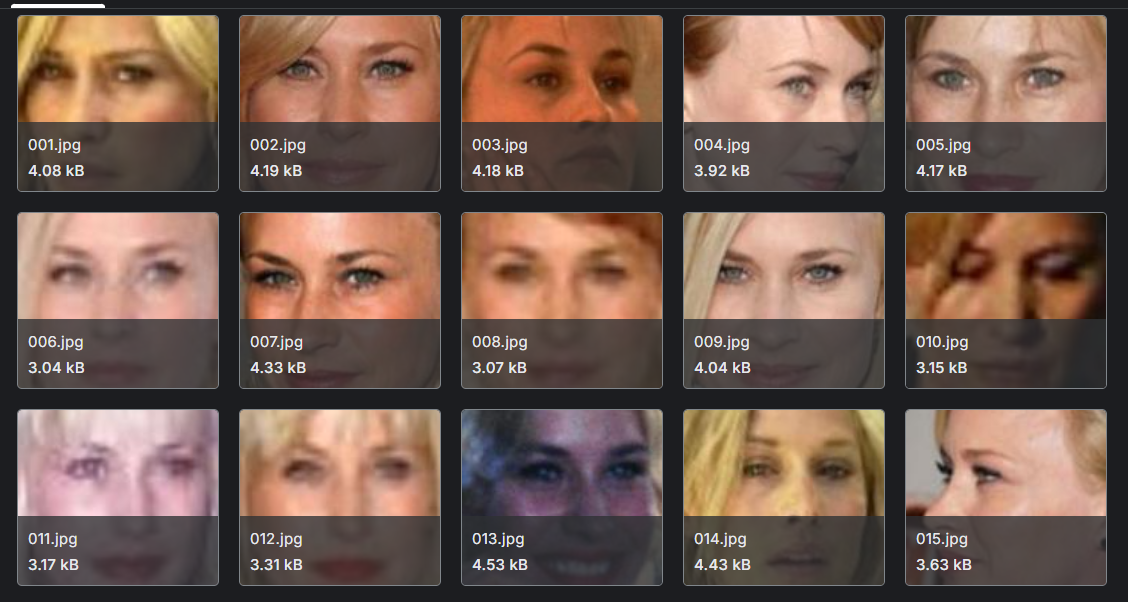 001.jpg
4.08 kB
002.jpg
4.19 kB
003.jpg
4.18 kB
004.jpg
3.92 kB
005.jpg
4.17 kB
006.jpg
3.04 kB
007.jpg
4.33 kB
008.jpg
3.07 kB
009.jpg
4.04 kB
010.jpg
3.15 kB
011.jpg
3.17 kB
012.jpg
3.31 kB
013.jpg
4.53 kB
014.jpg
4.43 kB
015.jpg
3.63 kB